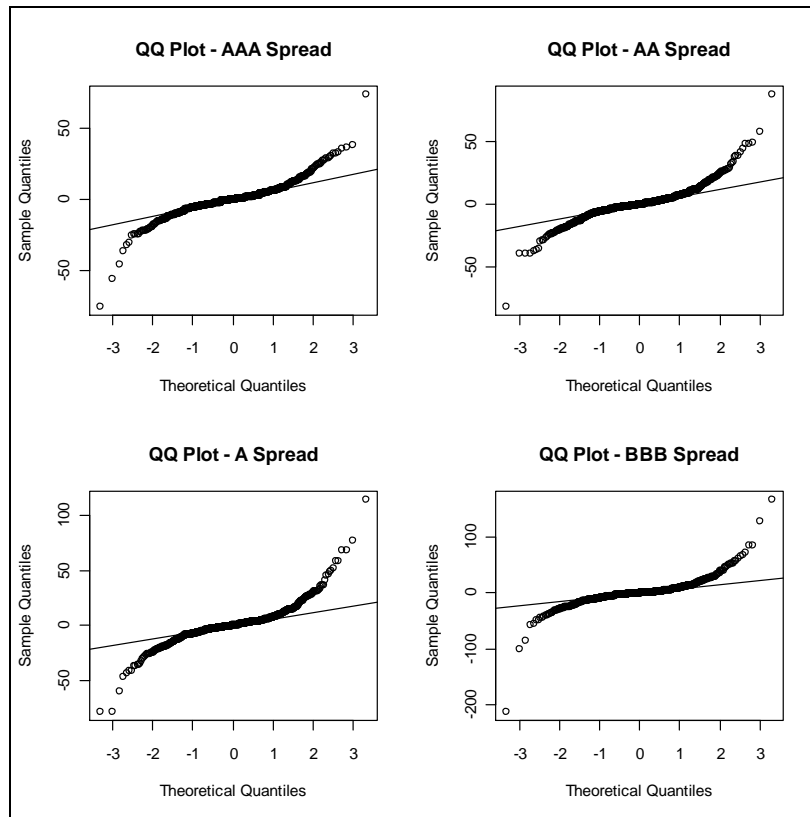 QQ Plot - AAA Spread
50
0
-50
Sample Quantiles
-3 -2 -1 0 1 2 3
Theoretical Quantiles
QQ Plot - AA Spread
50
0
-50
Sample Quantiles
-3 -2 -1 0 1 2 3
Theoretical Quantiles
QQ Plot - A Spread
100
50
0
-50
Sample Quantiles
-3 -2 -1 0 1 2 3
Theoretical Quantiles
QQ Plot - BBB Spread
100
0
-100
-200
Sample Quantiles
-3 -2 -1 0 1 2 3
Theoretical Quantiles